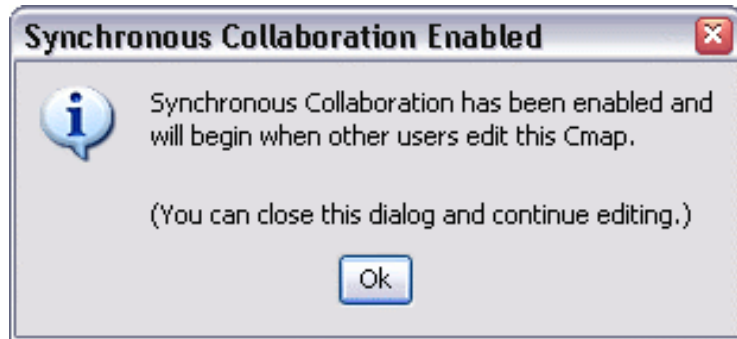 Synchronous Collaboration Enabled
Synchronous Collaboration has been enabled and
will begin when other users edit this Cmap.
(You can close this dialog and continue editing.)
Ok